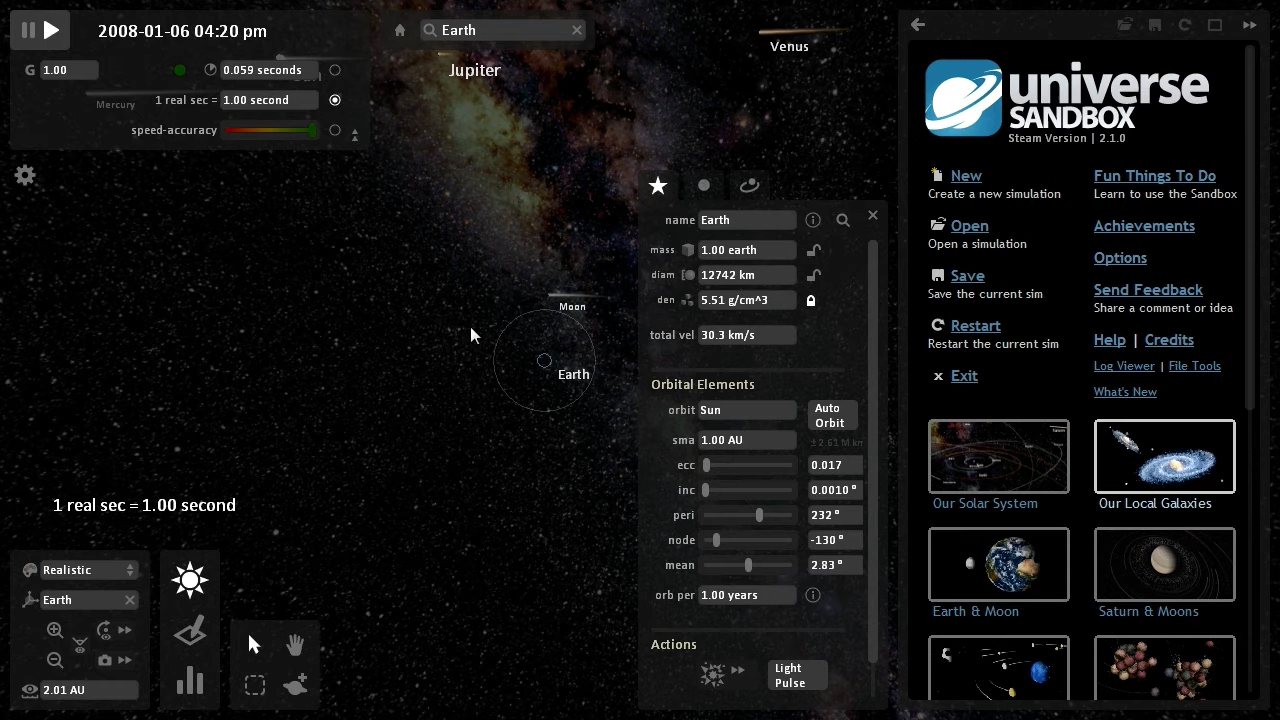 2008-01-06 04:20 pm
G 1.00
0.059 seconds
Mercury
1 real sec = 1.00 second
speed-accuracy
Earth
Jupiter
Venus
Moon
Earth
1 real sec = 1.00 second
Realistic
Earth
2.01 AU
name Earth
mass 1.00 earth
diam 12742 km
den 5.51 g/cm^3
total vel 30.3 km/s
Orbital Elements
orbit Sun
Auto
Orbit
sma 1.00 AU ±2.61 M km
ecc 0.017
inc 0.0010 °
peri 232 °
node -130 °
mean 2.83 °
orb per 1.00 years
Actions
Light
Pulse
universe
SANDBOX
Steam Version | 2.1.0
New
Create a new simulation
Open
Open a simulation
Save
Save the current sim
Restart
Restart the current sim
x Exit
Fun Things To Do
Learn to use the Sandbox
Achievements
Options
Send Feedback
Share a comment or idea
Help | Credits
Log Viewer | File Tools
What's New
Our Solar System
Our Local Galaxies
Earth & Moon
Saturn & Moons